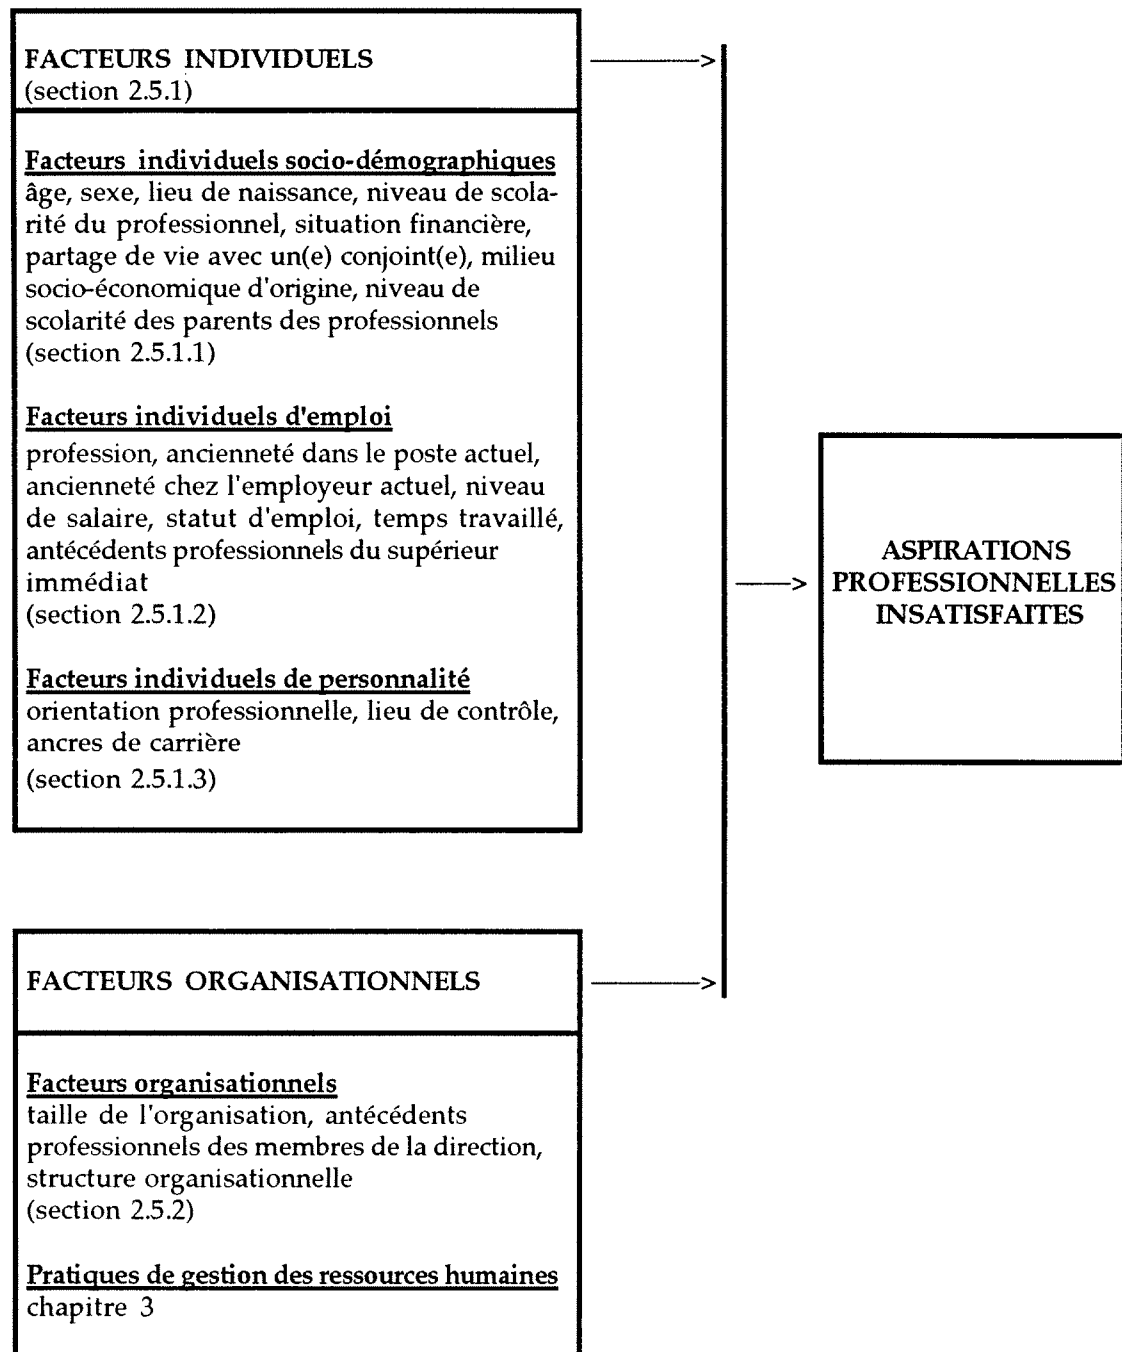 FACTEURS INDIVIDUELS
(section 2.5.1)
Facteurs individuels socio-démographiques
âge, sexe, lieu de naissance, niveau de scola-
rité du professionnel, situation financière,
partage de vie avec un(e) conjoint(e), milieu
socio-économique d'origine, niveau de
scolarité des parents des professionnels
(section 2.5.1.1)
Facteurs individuels d'emploi
profession, ancienneté dans le poste actuel,
ancienneté chez l'employeur actuel, niveau
de salaire, statut d'emploi, temps travaillé,
antécédents professionnels du supérieur
immédiat
(section 2.5.1.2)
Facteurs individuels de personnalité
orientation professionnelle, lieu de contrôle,
ancres de carrière
(section 2.5.1.3)
ASPIRATIONS
PROFESSIONNELLES
INSATISFAITES
FACTEURS ORGANISATIONNELS
Facteurs organisationnels
taille de l'organisation, antécédents
professionnels des membres de la direction,
structure organisationnelle
(section 2.5.2)
Pratiques de gestion des ressources humaines
chapitre 3